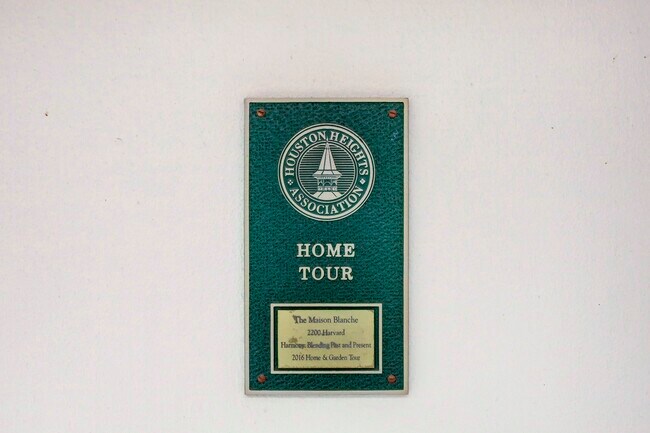 HOUSTON HEIGHTS
ASSOCIATION
HOME
TOUR
The Maison Blanche
2200 Harvard
Harmony: Blending Past and Present
2016 Home & Garden Tour